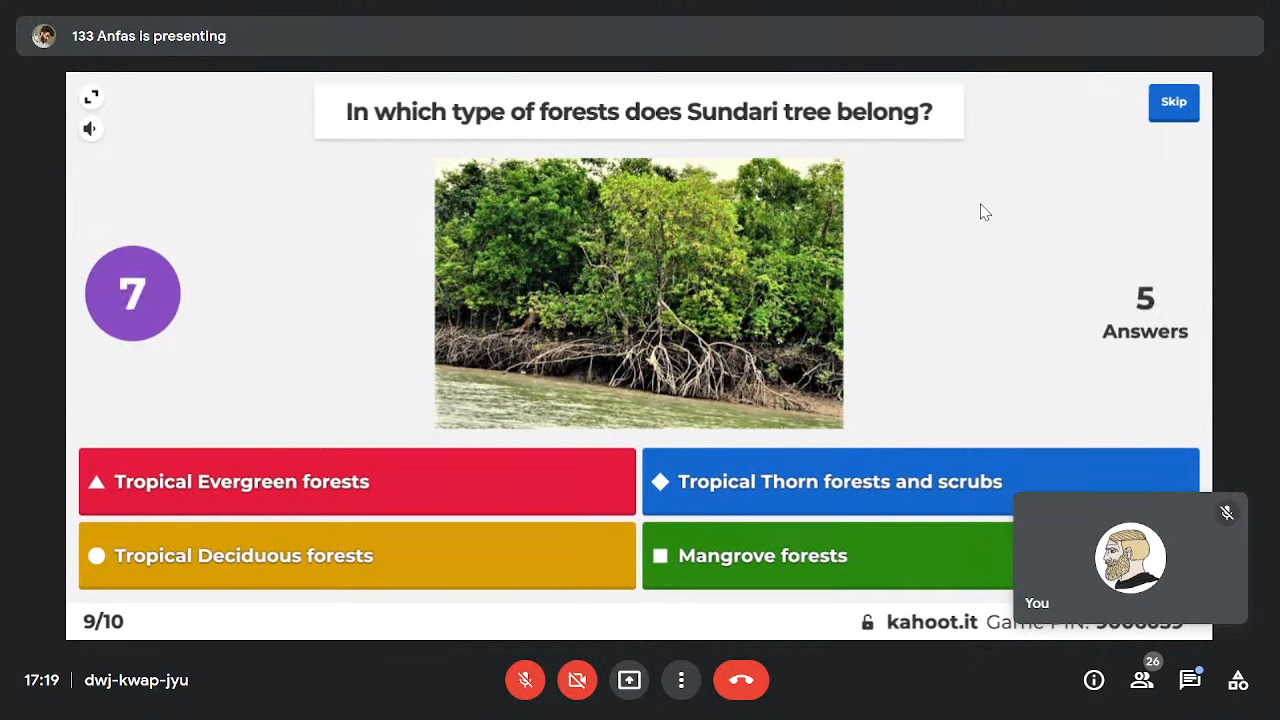 133 Anfas Is presenting
In which type of forests does Sundari tree belong?
Skip
7
5
Answers
Tropical Evergreen forests
Tropical Thorn forests and scrubs
Tropical Deciduous forests
Mangrove forests
You
9/10
kahoot.it
17:19 | dwj-kwap-jyu
26